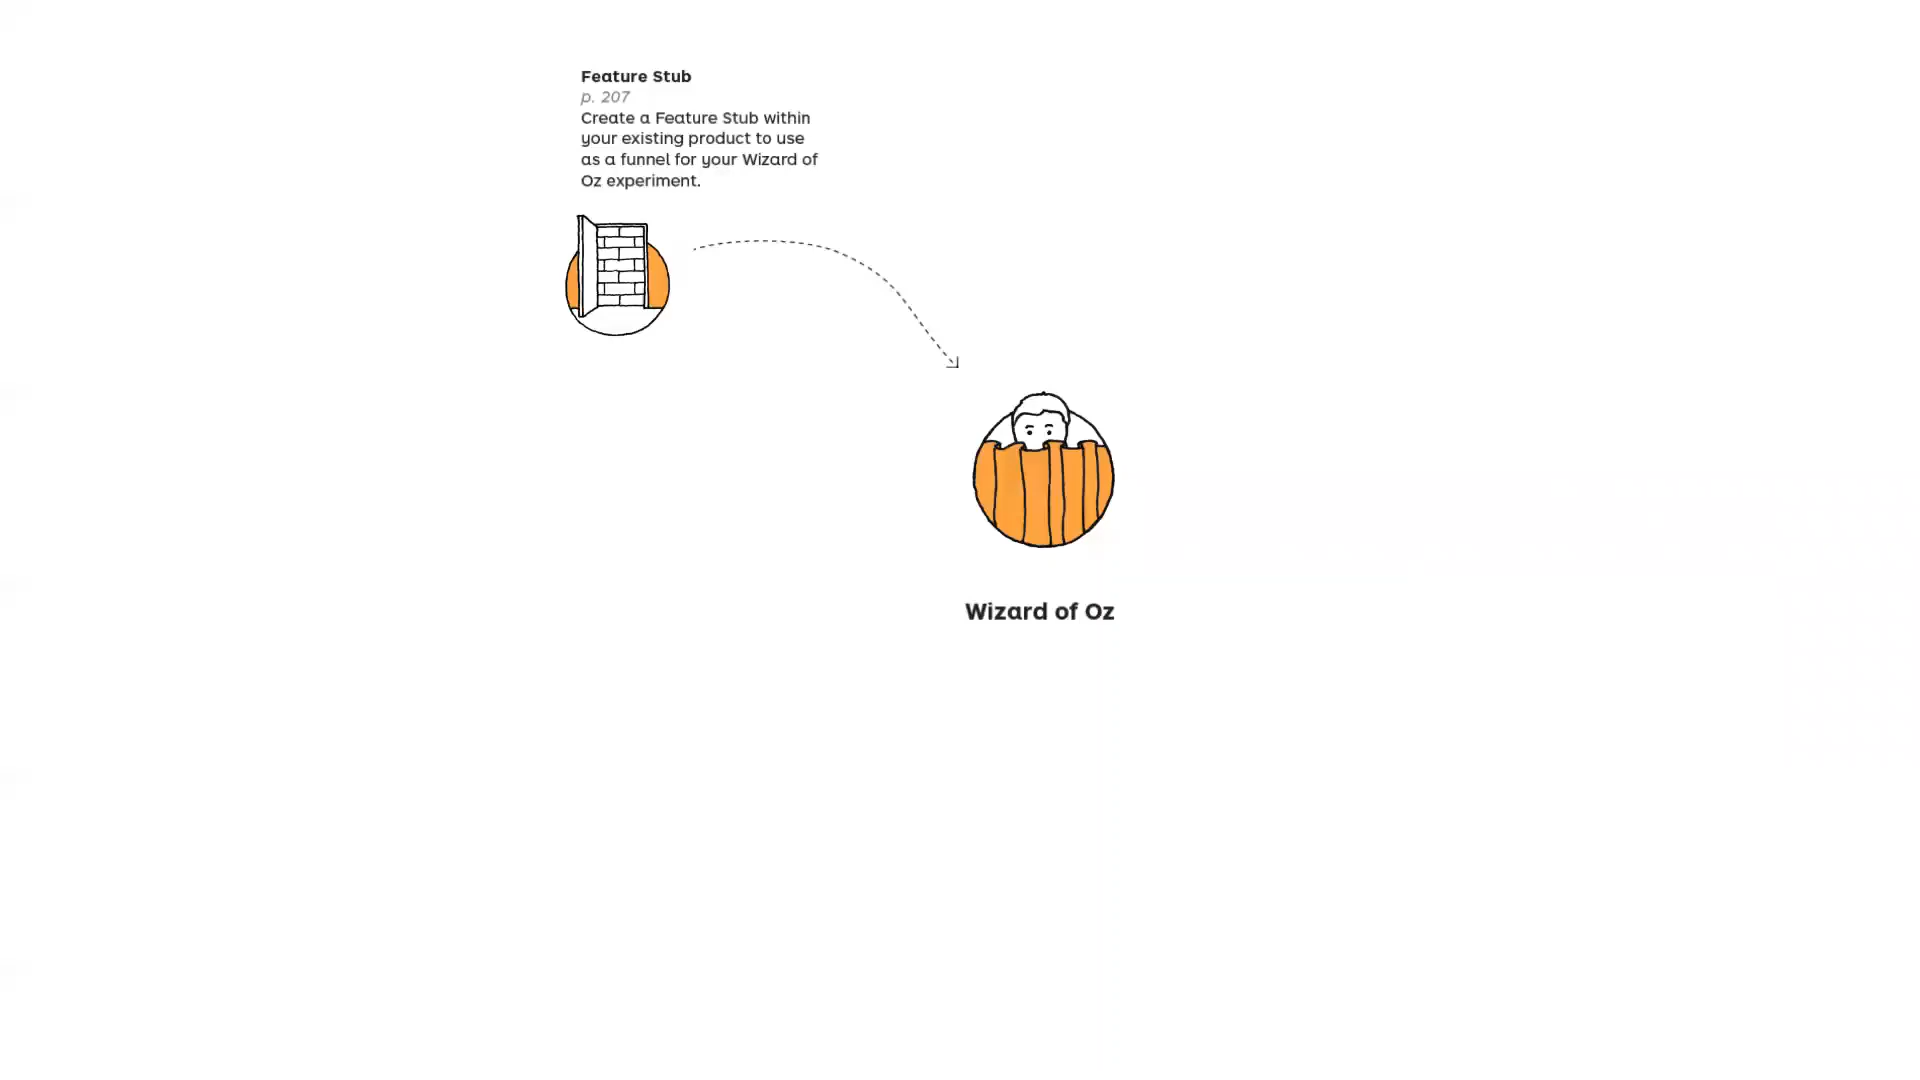 Feature Stub
p. 207
Create a Feature Stub within
your existing product to use
as a funnel for your Wizard of
Oz experiment.
Wizard of Oz